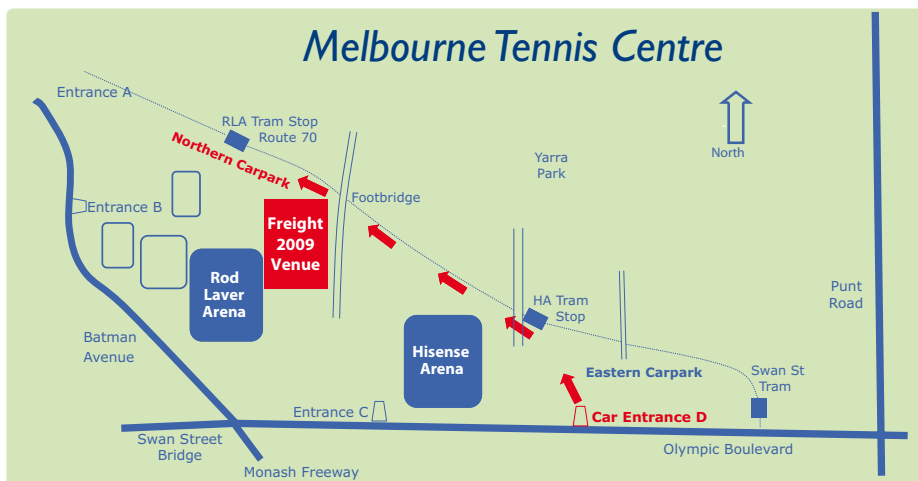 Melbourne Tennis Centre
Entrance A
RLA Tram Stop
Route 70
Northern Carpark
North
Yarra
Park
Entrance B
Footbridge
Freight
2009
Venue
Rod
Laver
Arena
Punt
Road
HA Tram
Stop
Batman
Avenue
Hisense
Arena
Eastern Carpark
Swan St
Tram
Entrance C
Car Entrance D
Swan Street
Bridge
Olympic Boulevard
Monash Freeway